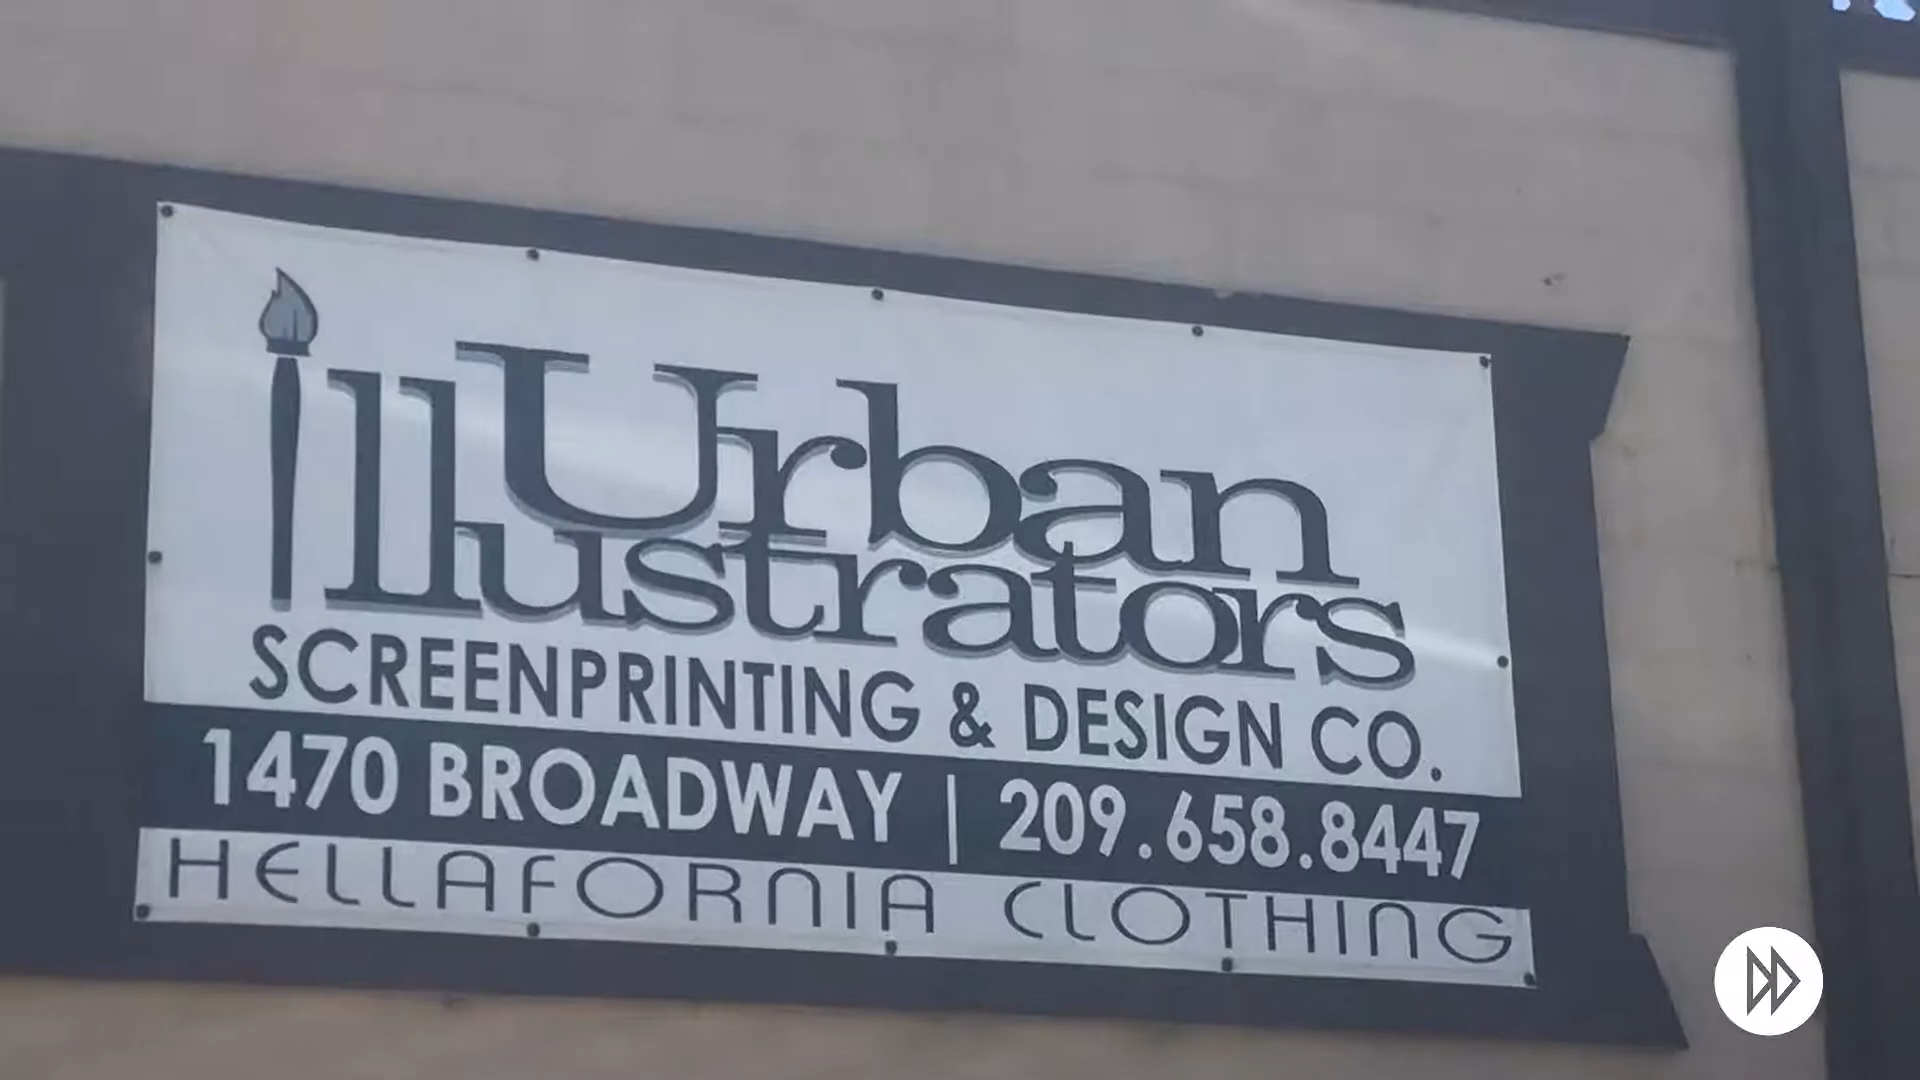 Urban
illustrators
SCREENPRINTING & DESIGN CO.
1470 BROADWAY | 209.658.8447
HELLAFORNIA CLOTHING